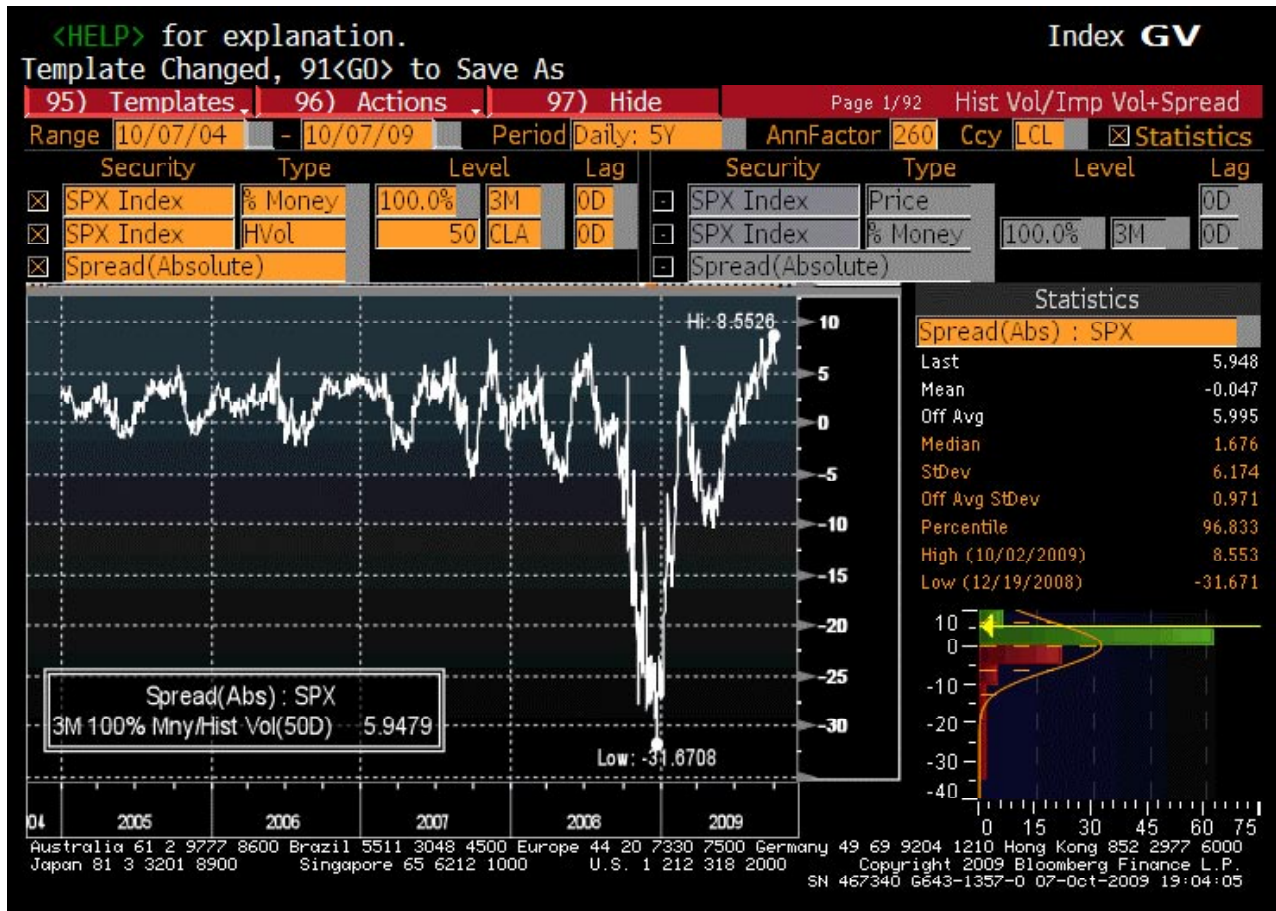 <HELP> for explanation.
Index GV
Template Changed, 91<GO> to Save As
95) Templates 96) Actions 97) Hide Page 1/92 Hist Vol/Imp Vol+Spread
Range 10/07/04 - 10/07/09 Period Daily: 5Y AnnFactor 260 Ccy LCL Statistics
Security Type Level Lag Security Type Level Lag
SPX Index % Money 100.0% 3M 0D SPX Index Price 0D
SPX Index HVol 50 CLA 0D SPX Index % Money 100.0% 3M 0D
Spread(Absolute) Spread(Absolute)
Hi: 8.5526
10
5
0
-5
-10
-15
-20
-25
-30
Spread(Abs) : SPX
3M 100% Mny/Hist Vol(50D) 5.9479
Low: -31.6708
04 2005 2006 2007 2008 2009
Statistics
Spread(Abs) : SPX
Last 5.948
Mean -0.047
Off Avg 5.995
Median 1.676
StDev 6.174
Off Avg StDev 0.971
Percentile 96.833
High (10/02/2009) 8.553
Low (12/19/2008) -31.671
10
0
-10
-20
-30
-40
0 15 30 45 60 75
Australia 61 2 9777 8600 Brazil 5511 3048 4500 Europe 44 20 7330 7500 Germany 49 69 9204 1210 Hong Kong 852 2977 6000
Japan 81 3 3201 8900 Singapore 65 6212 1000 U.S. 1 212 318 2000 Copyright 2009 Bloomberg Finance L.P.
SN 467340 G643-1357-0 07-Oct-2009 19:04:05